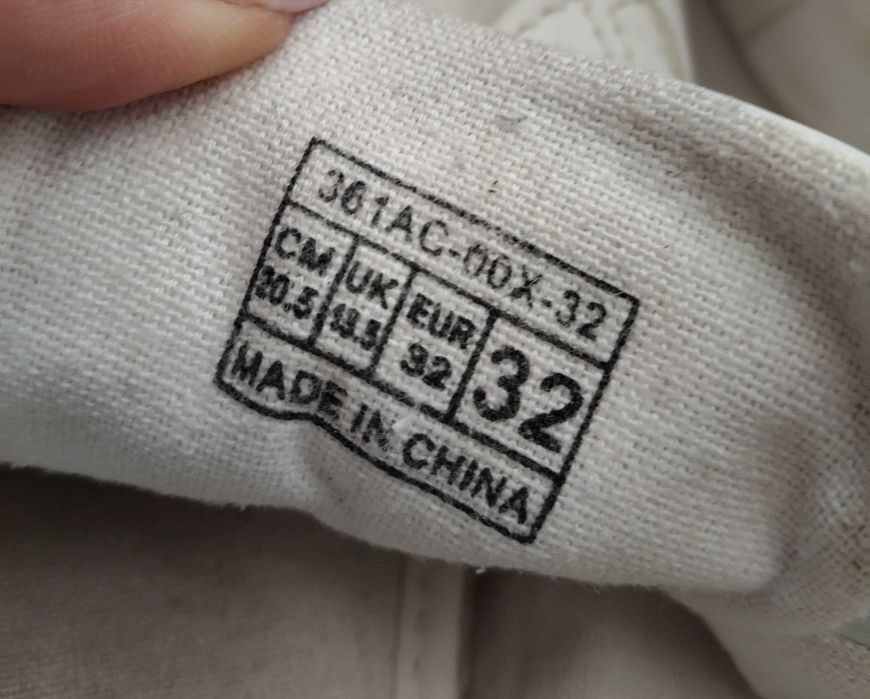 361AC-00X-32
CM UK EUR 32
20.5 13.5 32
MADE IN CHINA